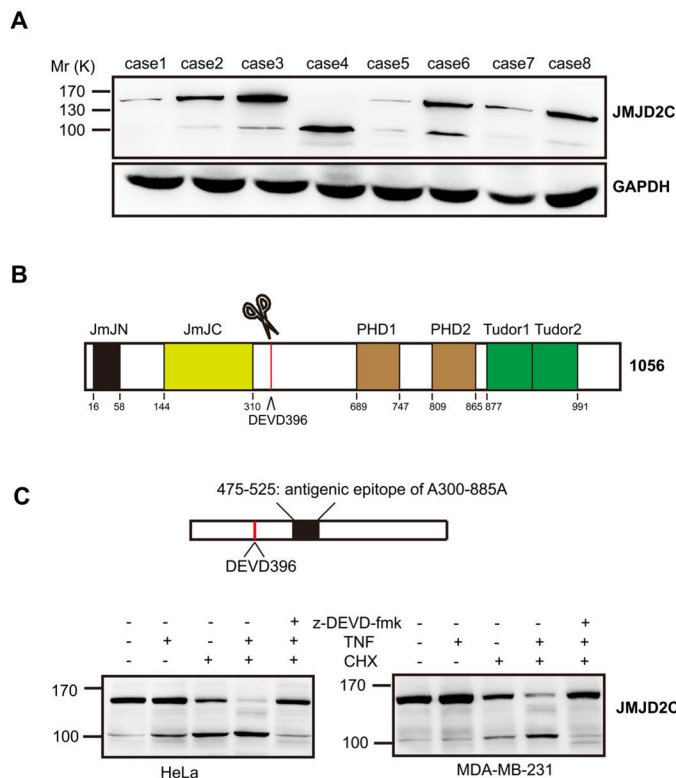 A
Mr (K) case1 case2 case3 case4 case5 case6 case7 case8
170
130
100
JMJD2C
GAPDH
B
JmJN JmJC PHD1 PHD2 Tudor1 Tudor2
1056
16 58 144 310 689 747 809 865 877 991
DEVD396
C
475-525: antigenic epitope of A300-885A
DEVD396
- - - - + z-DEVD-fmk - - - - +
- + - + + TNF - + - + +
- - + + + CHX - - + + +
170
100
170
100
JMJD2C
HeLa
MDA-MB-231